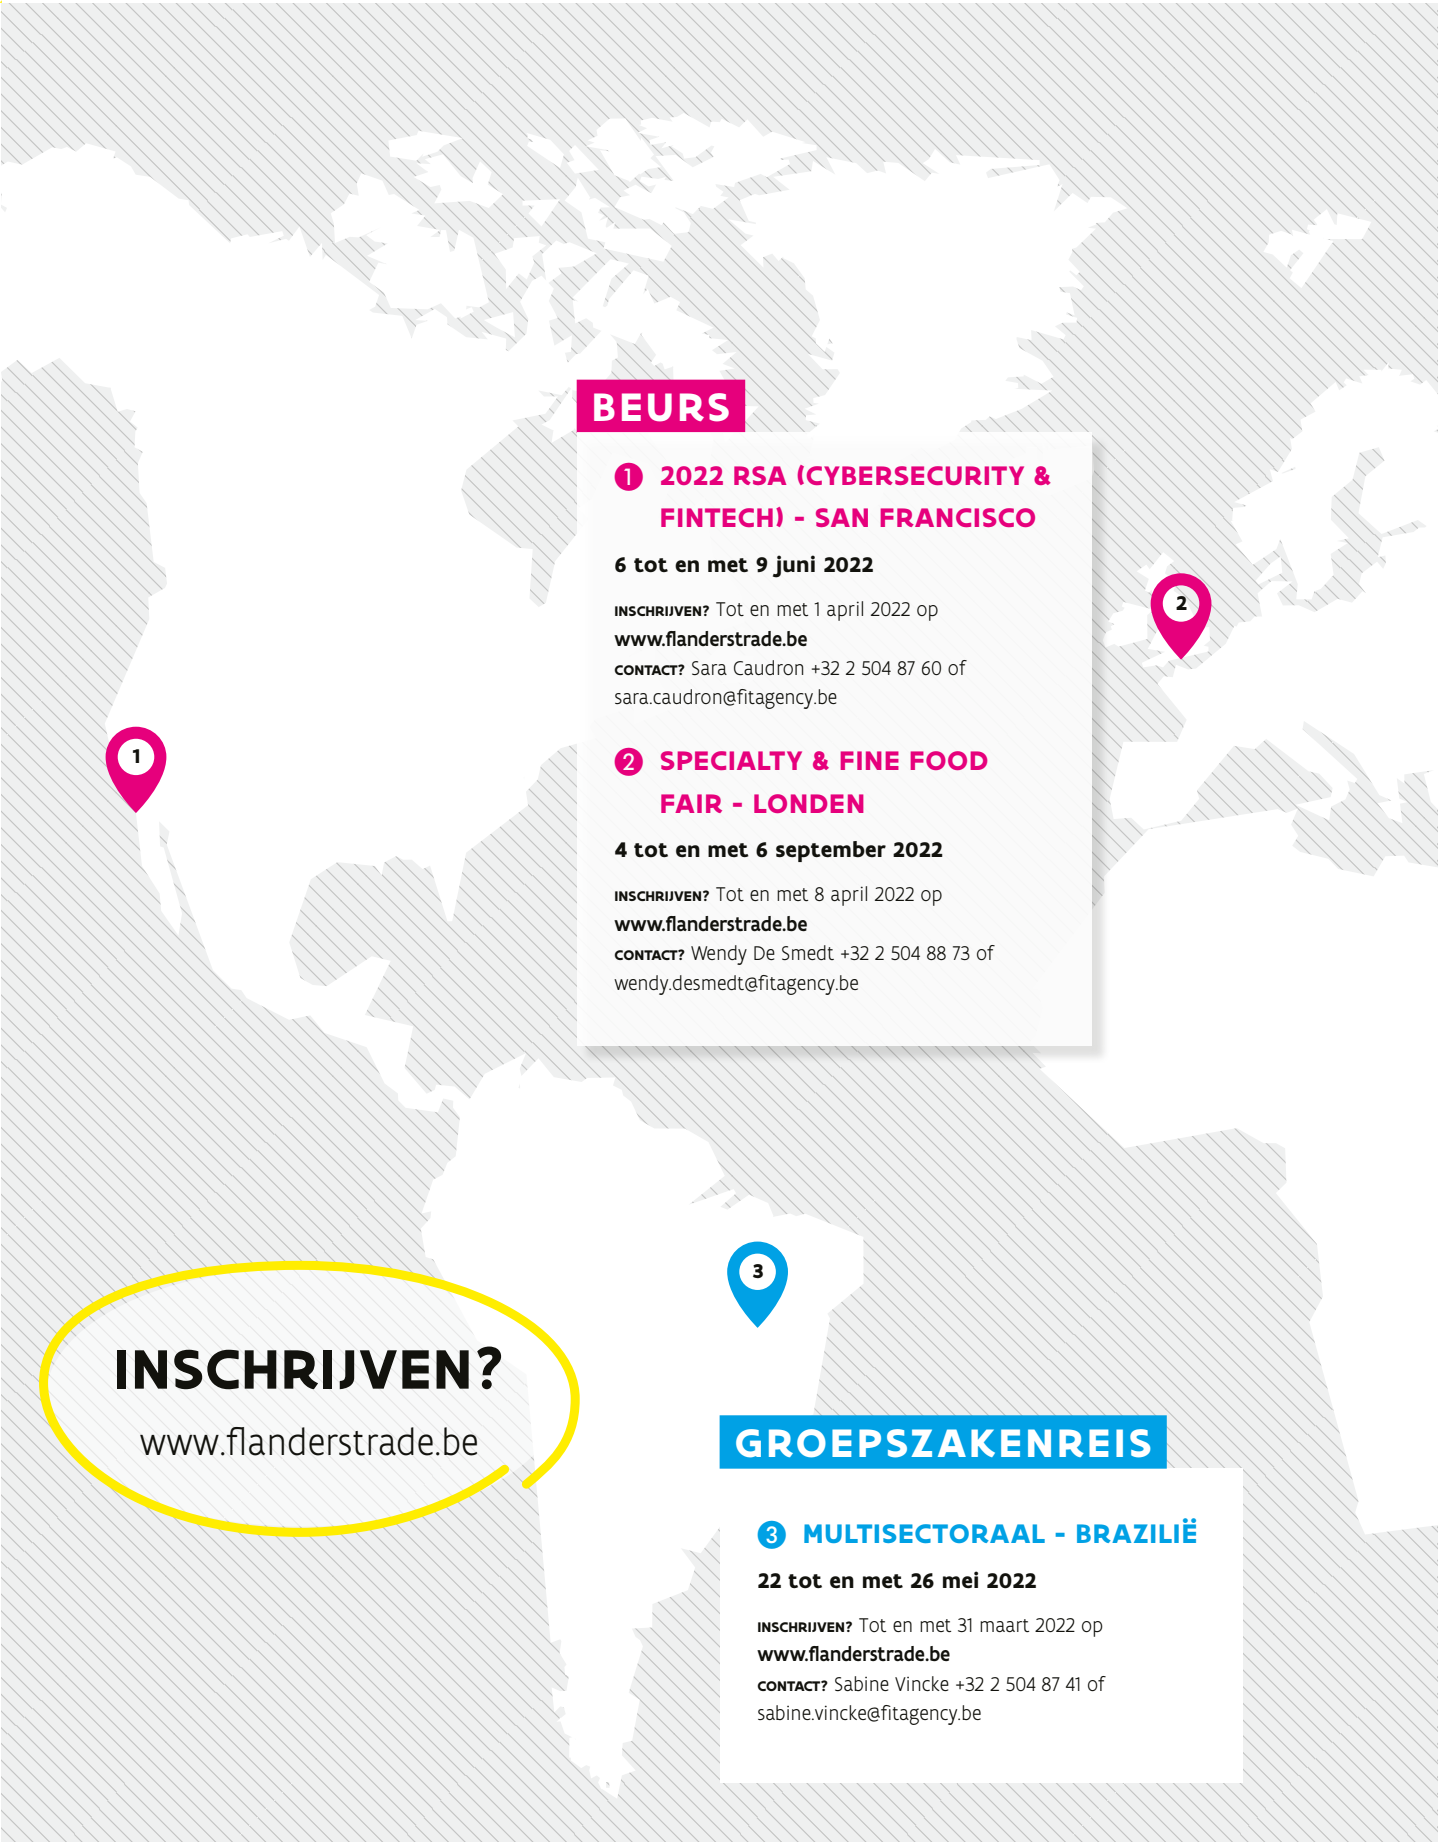 BEURS
1 2022 RSA (CYBERSECURITY &
FINTECH) - SAN FRANCISCO
6 tot en met 9 juni 2022
INSCHRIJVEN? Tot en met 1 april 2022 op
www.flanderstrade.be
CONTACT? Sara Caudron +32 2 504 87 60 of
sara.caudron@fitagency.be
2 SPECIALTY & FINE FOOD
FAIR - LONDEN
4 tot en met 6 september 2022
INSCHRIJVEN? Tot en met 8 april 2022 op
www.flanderstrade.be
CONTACT? Wendy De Smedt +32 2 504 88 73 of
wendy.desmedt@fitagency.be
2
1
3
INSCHRIJVEN?
www.flanderstrade.be
GROEPSZAKENREIS
3 MULTISECTORAAL - BRAZILIË
22 tot en met 26 mei 2022
INSCHRIJVEN? Tot en met 31 maart 2022 op
www.flanderstrade.be
CONTACT? Sabine Vincke +32 2 504 87 41 of
sabine.vincke@fitagency.be